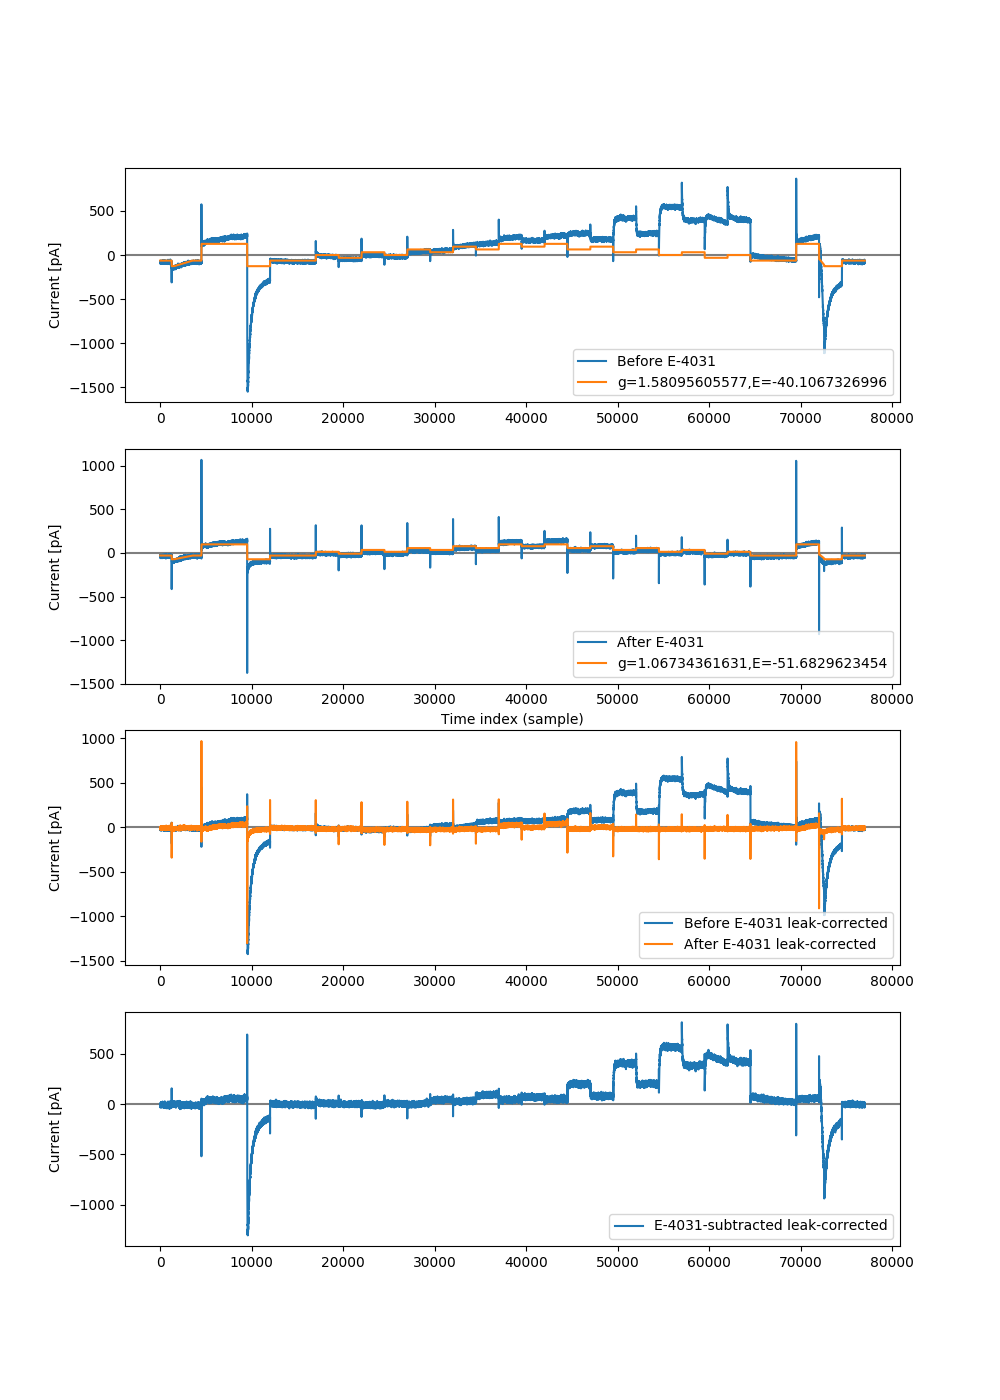 500
0
−500
−1000
−1500
Current [pA]
Before E-4031
g=1.58095605577,E=-40.1067326996
0 10000 20000 30000 40000 50000 60000 70000 80000
1000
500
0
−500
−1000
−1500
Current [pA]
After E-4031
g=1.06734361631,E=-51.6829623454
0 10000 20000 30000 40000 50000 60000 70000 80000
Time index (sample)
1000
500
0
−500
−1000
−1500
Current [pA]
Before E-4031 leak-corrected
After E-4031 leak-corrected
0 10000 20000 30000 40000 50000 60000 70000 80000
500
0
−500
−1000
Current [pA]
E-4031-subtracted leak-corrected
0 10000 20000 30000 40000 50000 60000 70000 80000